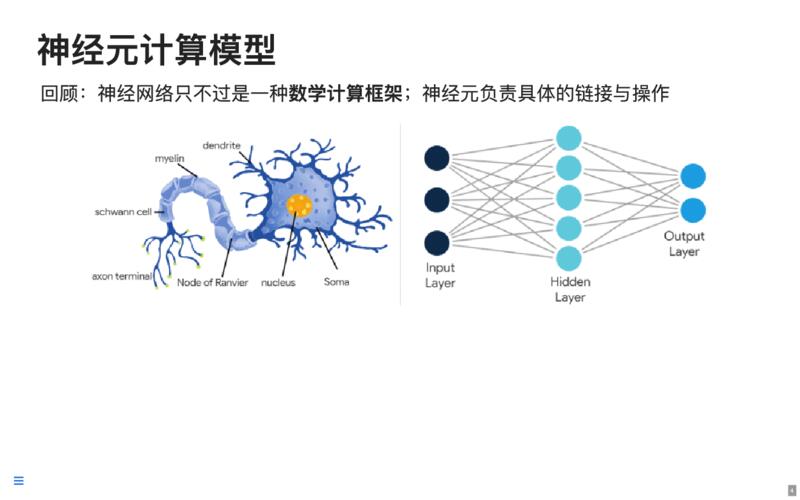 神经元计算模型
回顾：神经网络只不过是一种数学计算框架；神经元负责具体的链接与操作
dendrite
myelin
schwann cell
axon terminal
Node of Ranvier
nucleus
Soma
Input
Layer
Hidden
Layer
Output
Layer
4